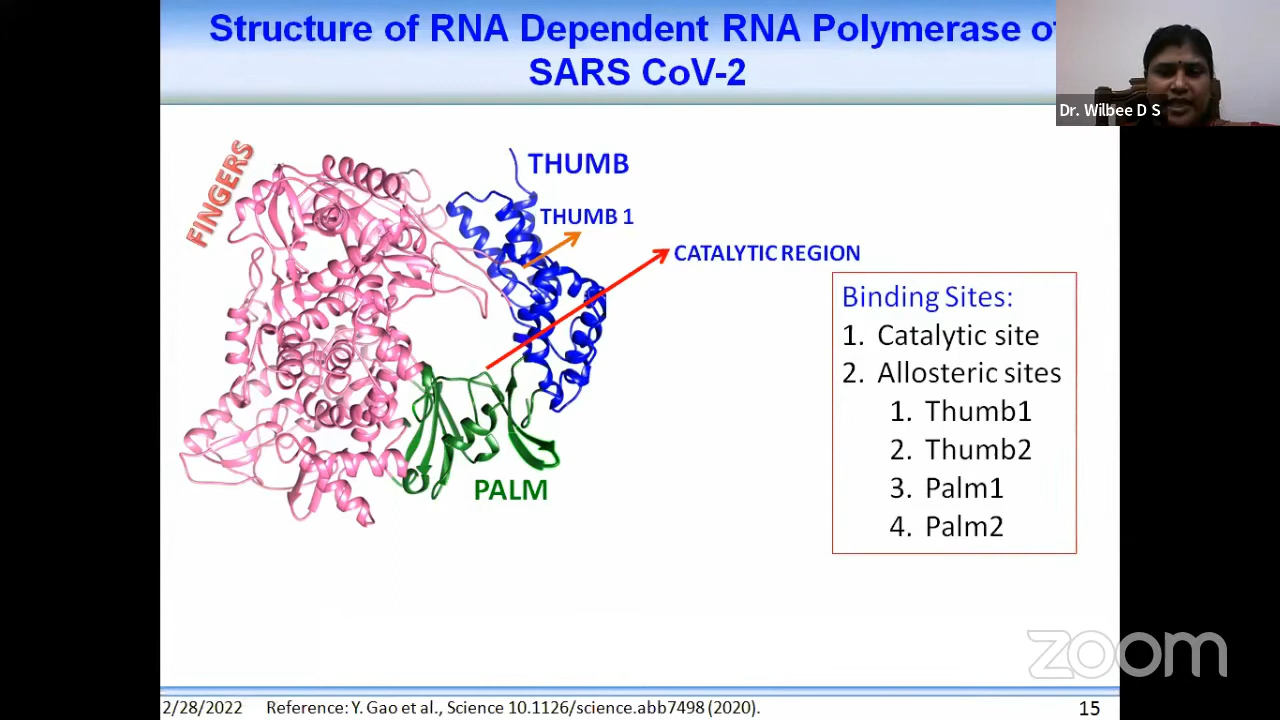 Structure of RNA Dependent RNA Polymerase of
SARS CoV-2
Dr. Wilbee D S
FINGERS
THUMB
THUMB 1
CATALYTIC REGION
PALM
Binding Sites:
1. Catalytic site
2. Allosteric sites
1. Thumb1
2. Thumb2
3. Palm1
4. Palm2
zoom
2/28/2022 Reference: Y. Gao et al., Science 10.1126/science.abb7498 (2020). 15